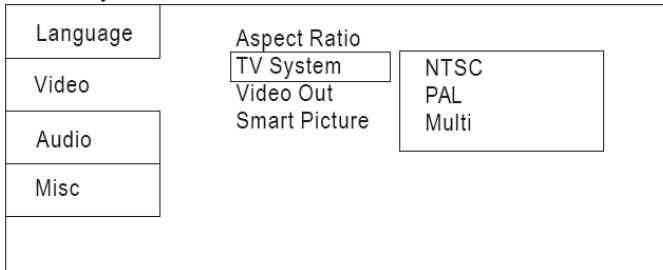 Language
Video
Audio
Misc
Aspect Ratio
TV System
Video Out
Smart Picture
NTSC
PAL
Multi